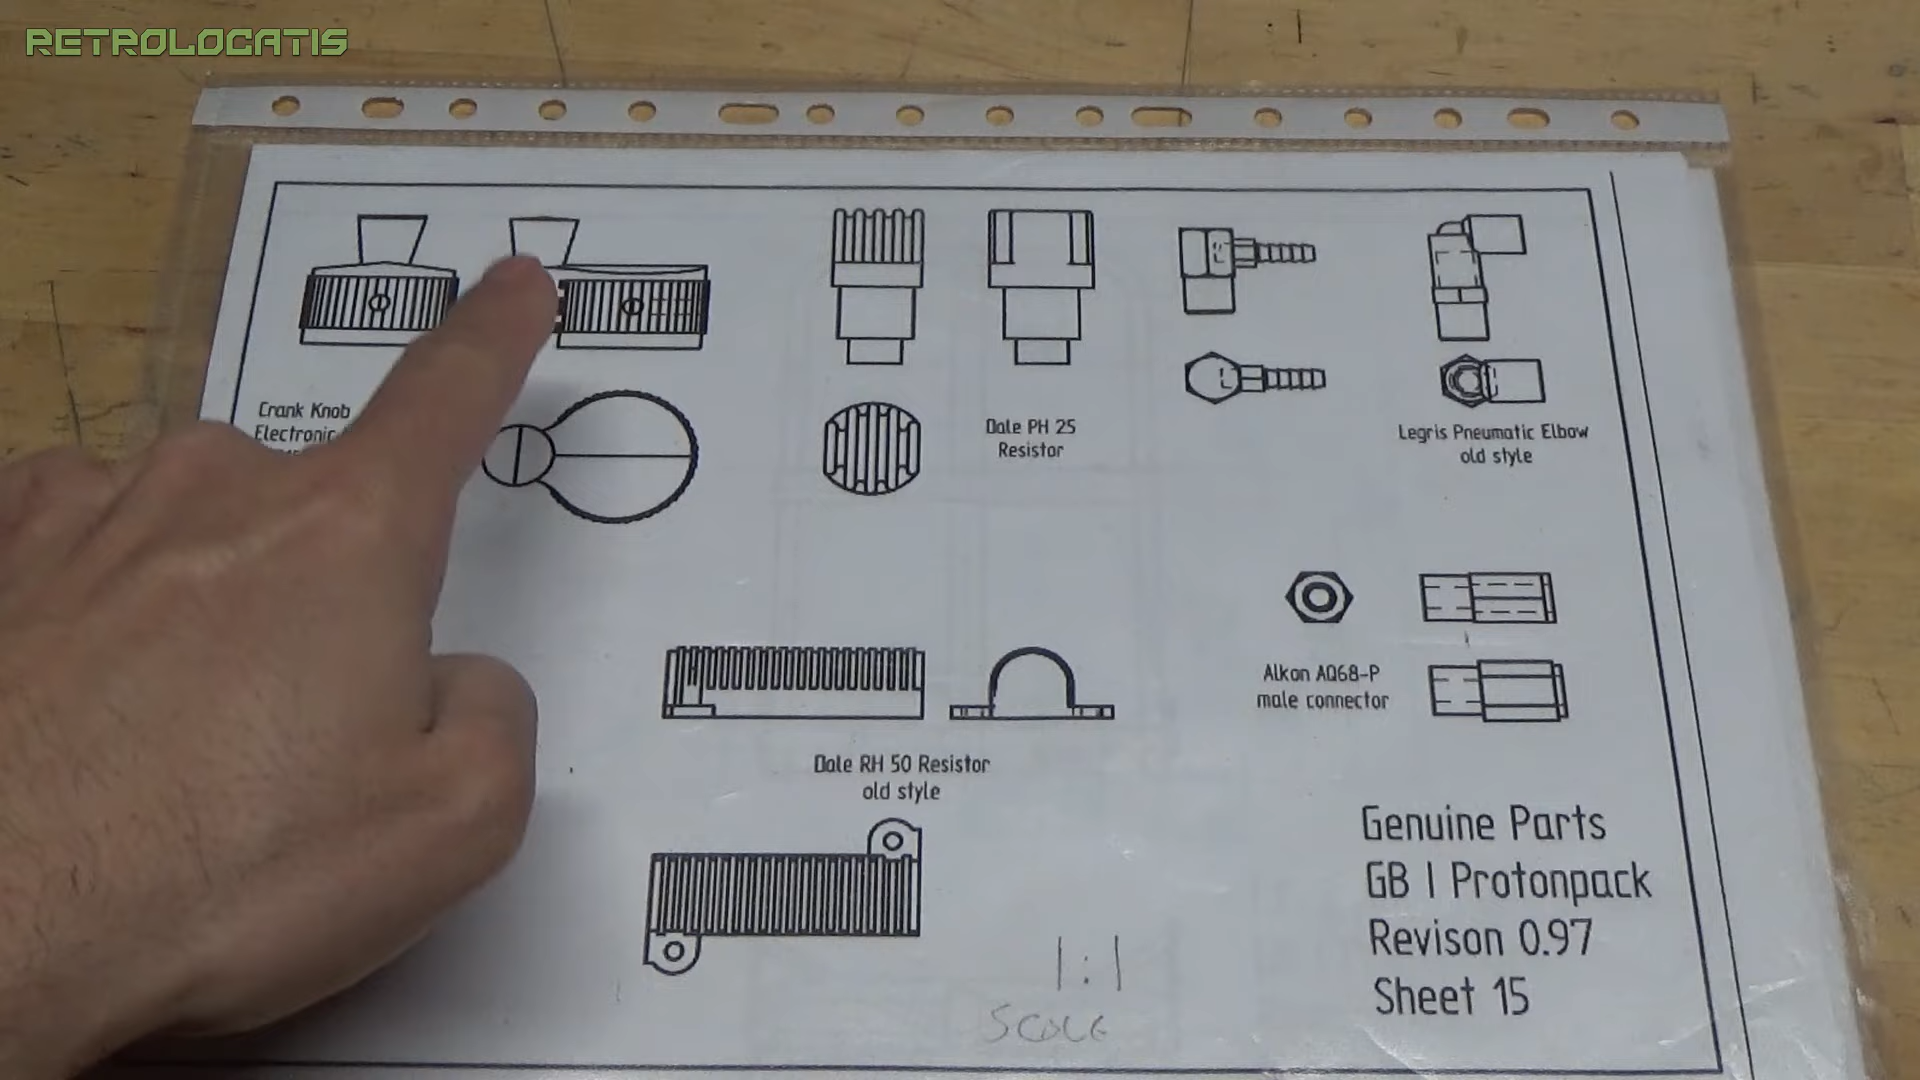 RETROLOCATIS
Crank Knob
Electronic
Dale PH 25
Resistor
Legris Pneumatic Elbow
old style
Alkon AQ68-P
male connector
Dale RH 50 Resistor
old style
Genuine Parts
GB I Protonpack
Revison 0.97
Sheet 15
1:1
SCALE